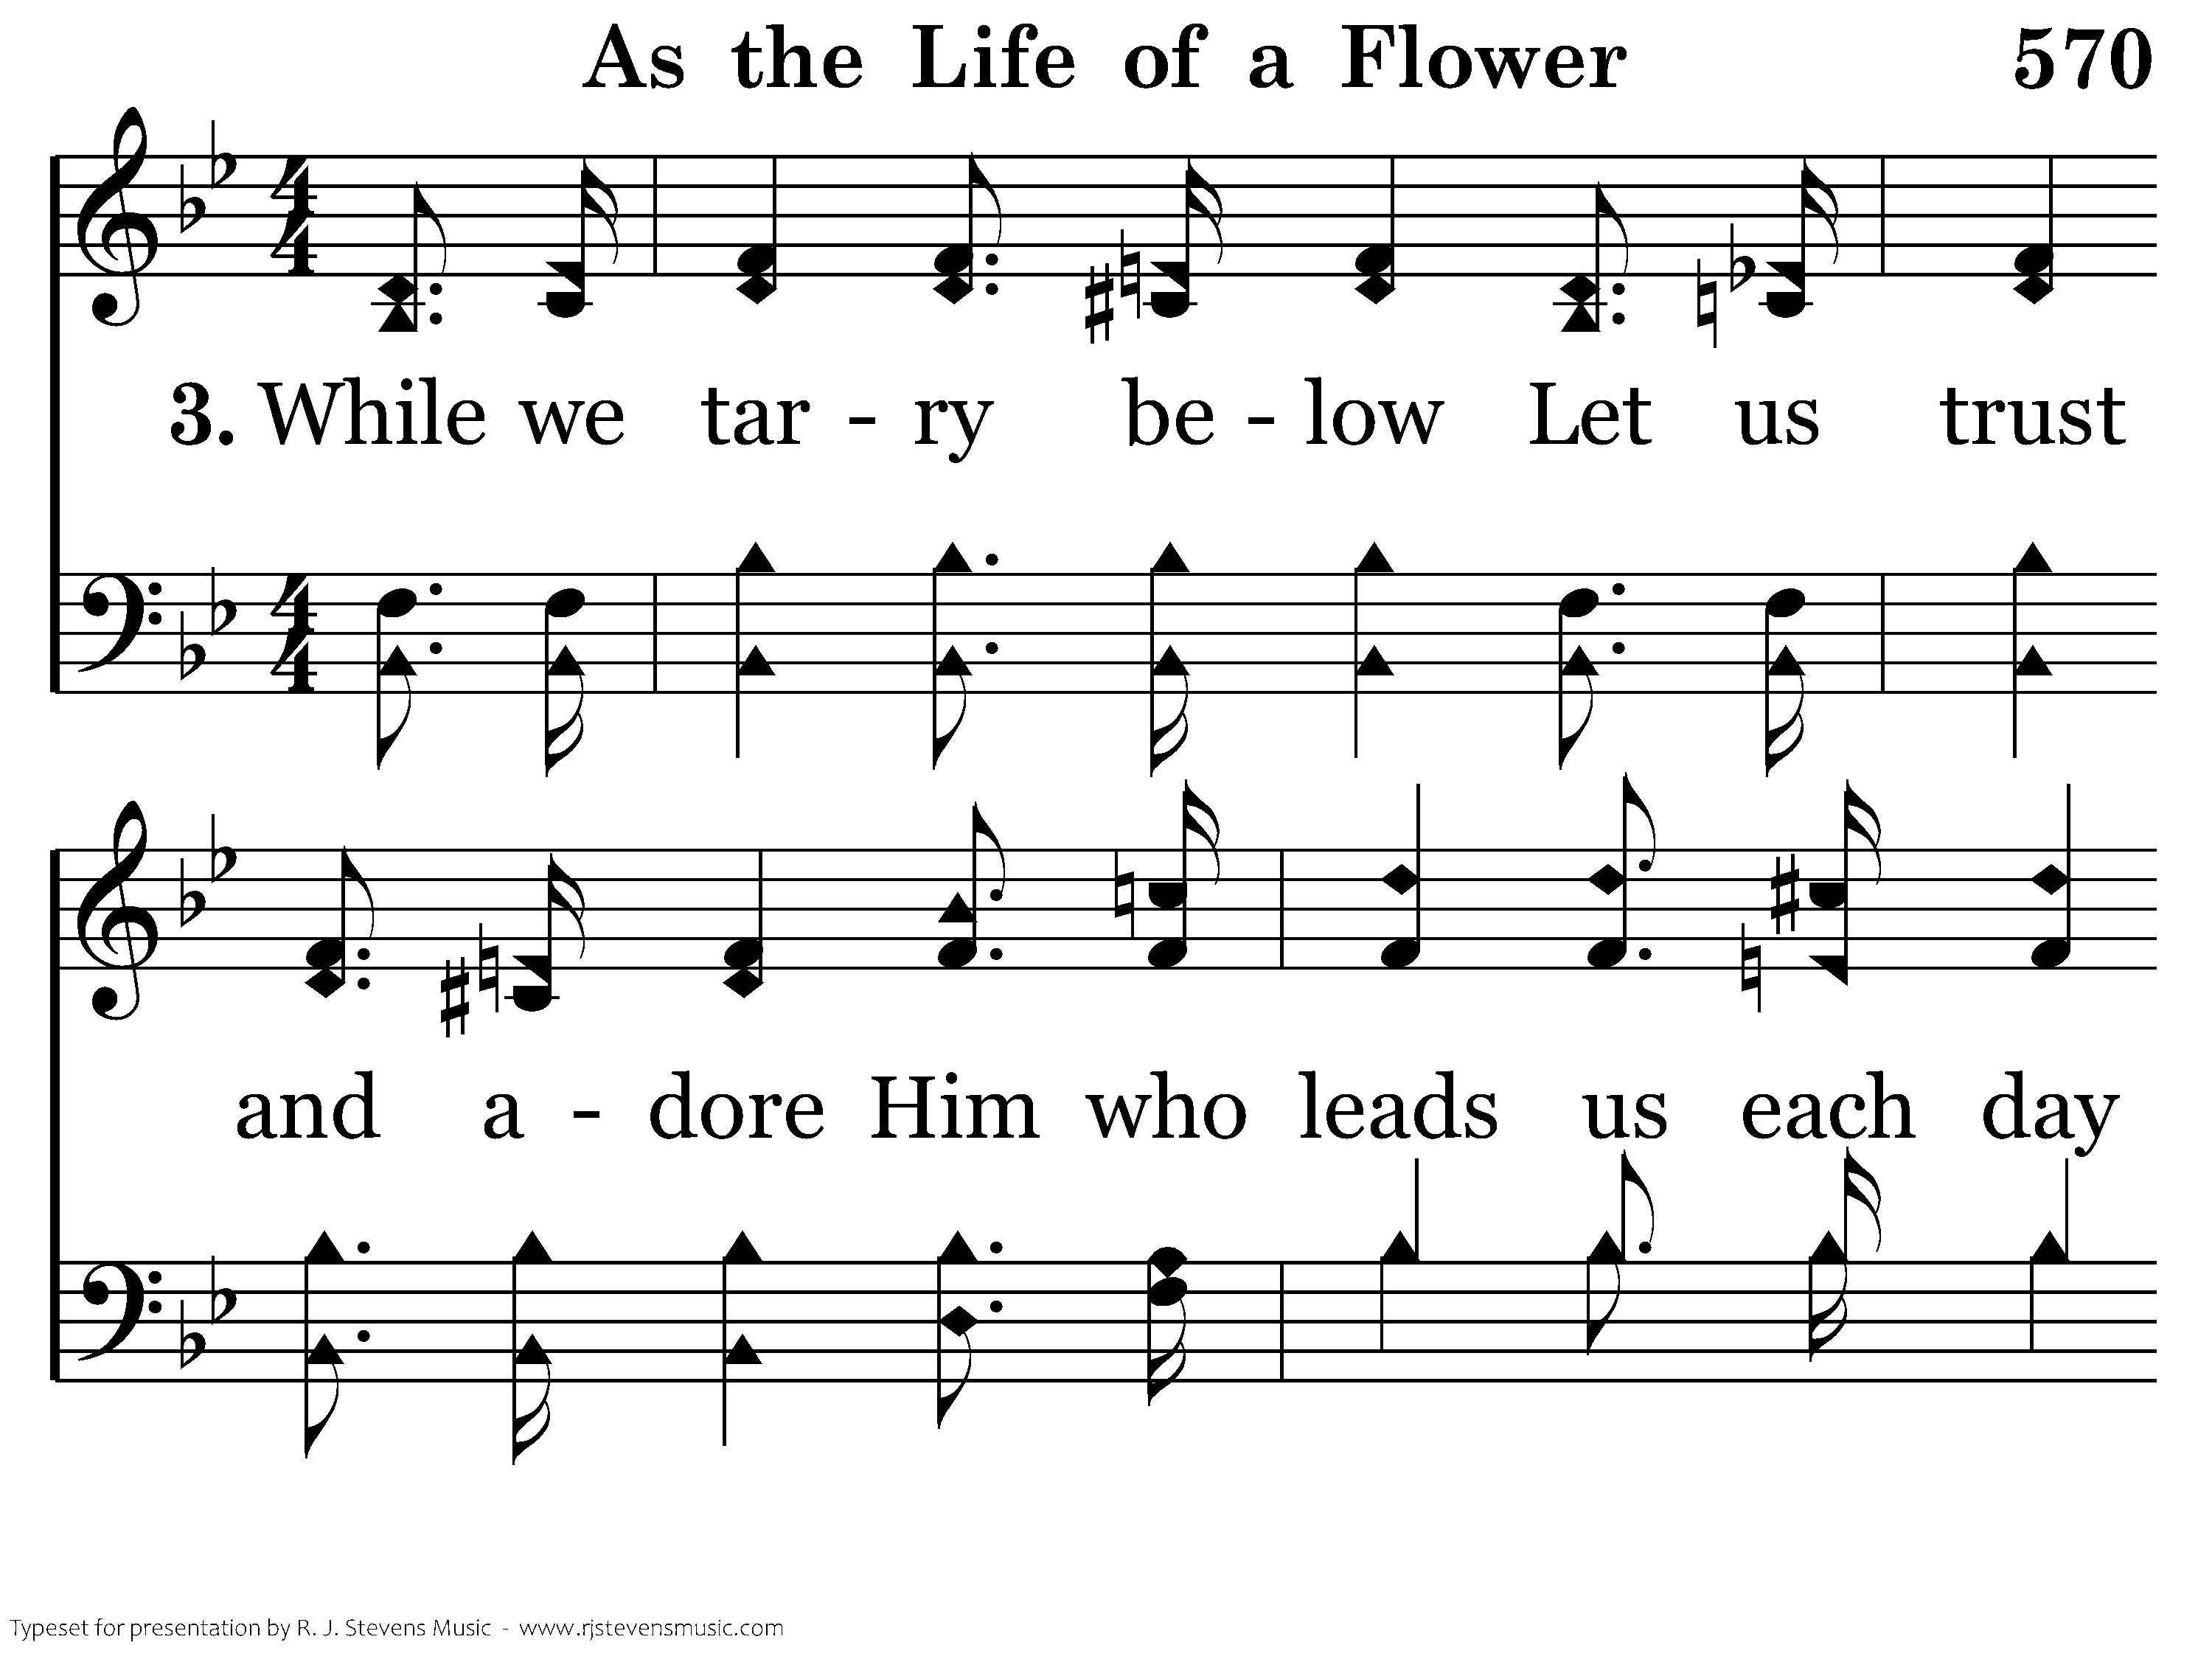 As the Life of a Flower 570
3. While we tar - ry be - low Let us trust
and a - dore Him who leads us each day
Typeset for presentation by R. J. Stevens Music - www.rjstevensmusic.com